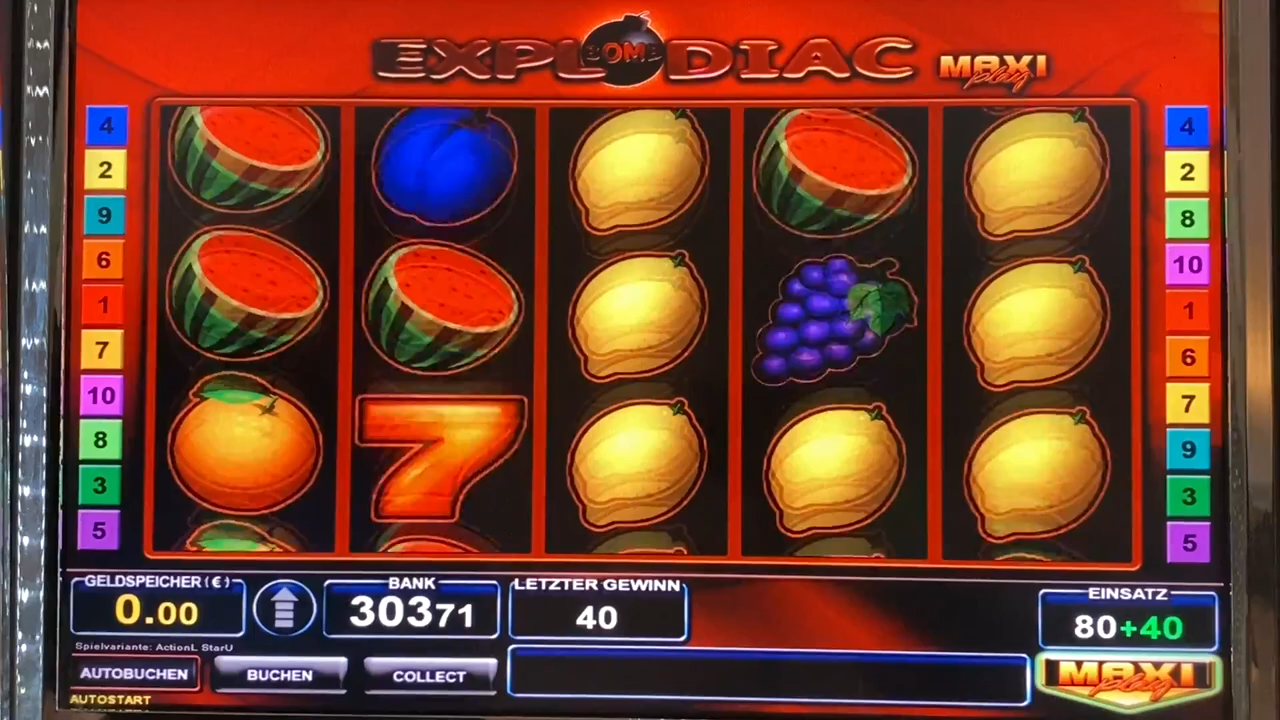 EXPLODIAC
BOMB
MAXI
play
4
2
9
6
1
7
10
8
3
5
7
4
2
8
10
1
6
7
9
3
5
GELDSPEICHER (€)
0.00
BANK
30371
LETZTER GEWINN
40
EINSATZ
80+40
Spielvariante: ActionL StarU
AUTOBUCHEN
BUCHEN
COLLECT
MAXI
play
AUTOSTART